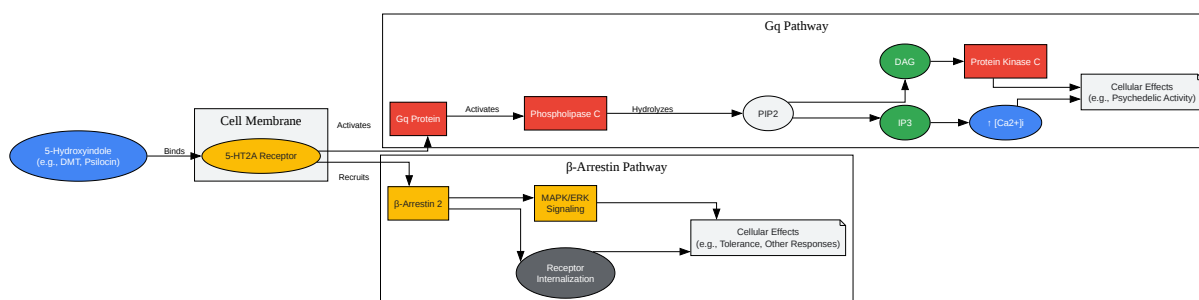 Gq Pathway
DAG
Protein Kinase C
Cellular Effects
(e.g., Psychedelic Activity)
Gq Protein
Activates
Phospholipase C
Hydrolyzes
PIP2
IP3
↑ [Ca2+]i
Cell Membrane
Activates
5-Hydroxyindole
(e.g., DMT, Psilocin)
Binds
5-HT2A Receptor
Recruits
β-Arrestin Pathway
β-Arrestin 2
MAPK/ERK
Signaling
Cellular Effects
(e.g., Tolerance, Other Responses)
Receptor
Internalization